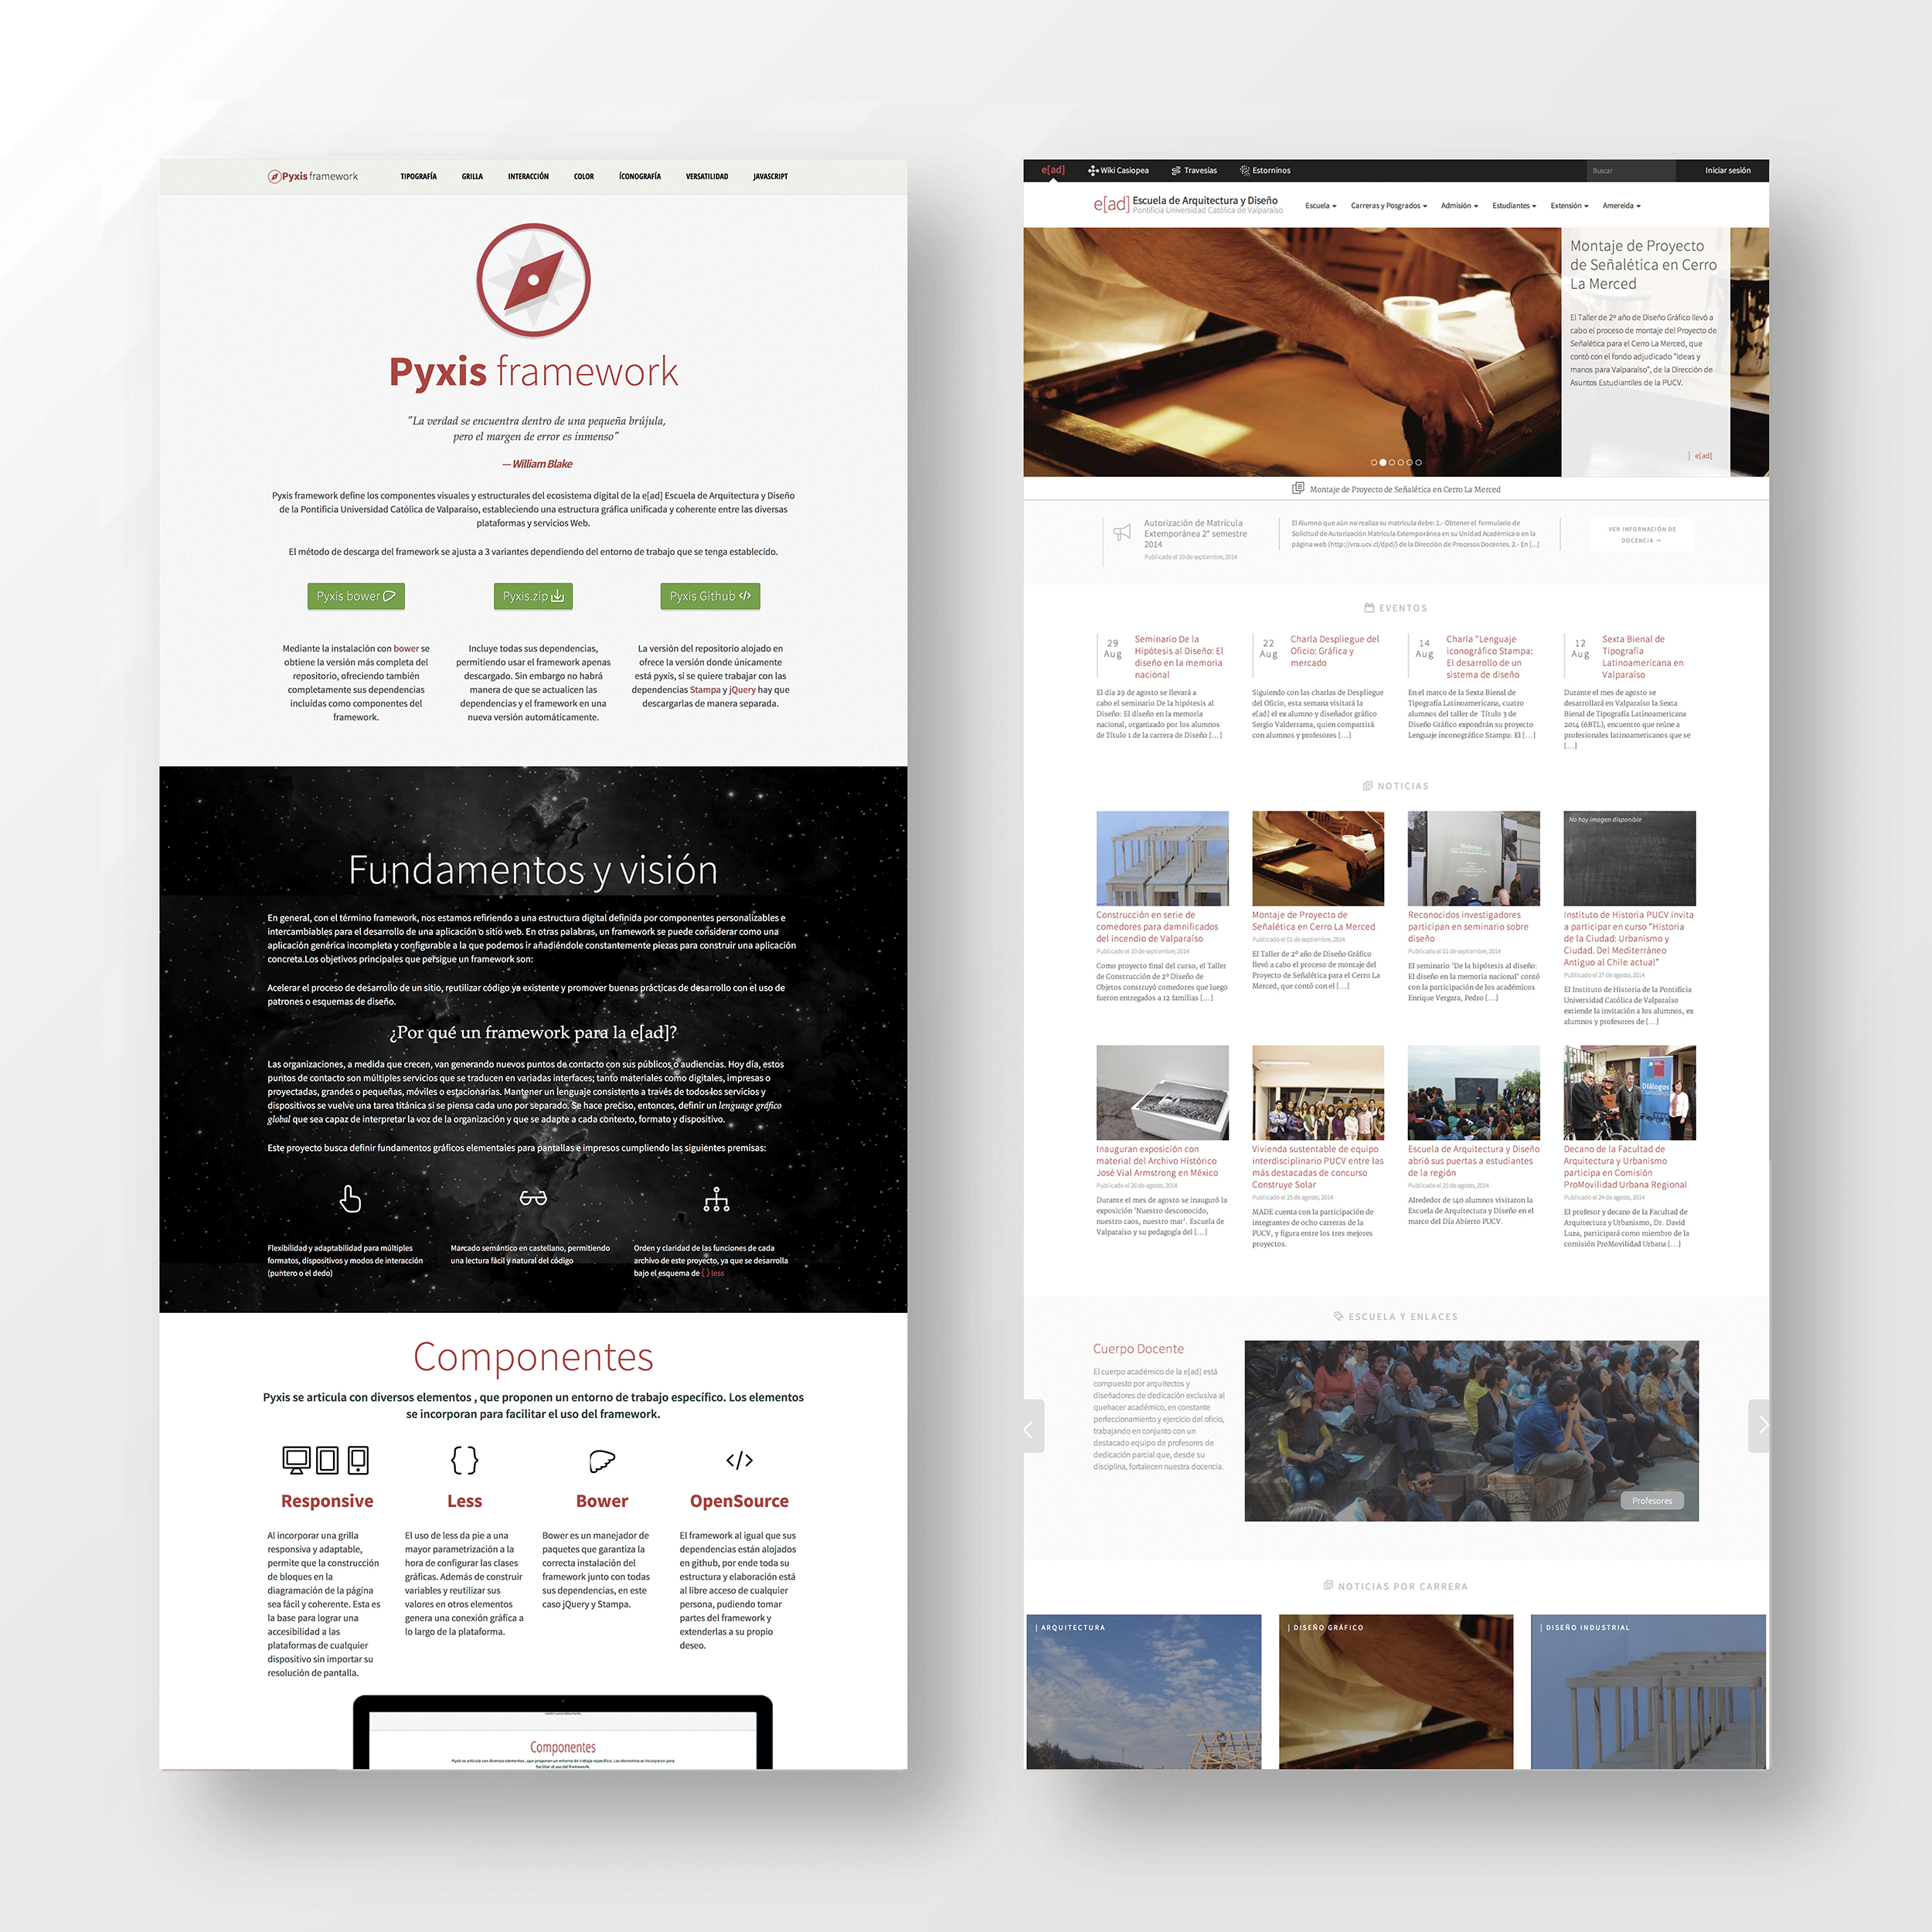 Pyxis framework
TIPOGRAFÍA GRILLA INTERACCIÓN COLOR ÍCONOGRAFÍA VERSATILIDAD JAVASCRIPT
Pyxis framework
"La verdad se encuentra dentro de una pequeña brújula,
pero el margen de error es inmenso"
— William Blake
Pyxis framework define los componentes visuales y estructurales del ecosistema digital de la e[ad] Escuela de Arquitectura y Diseño
de la Pontificia Universidad Católica de Valparaíso, estableciendo una estructura gráfica unificada y coherente entre las diversas
plataformas y servicios Web.
El método de descarga del framework se ajusta a 3 variantes dependiendo del entorno de trabajo que se tenga establecido.
Pyxis bower
Mediante la instalación con bower se
obtiene la versión más completa del
repositorio, ofreciendo también
completamente sus dependencias
incluídas como componentes del
framework.
Pyxis.zip
Incluye todas sus dependencias,
permitiendo usar el framework apenas
descargado. Sin embargo no habrá
manera de que se actualicen las
dependencias y el framework en una
nueva versión automáticamente.
Pyxis Github </>
La versión del repositorio alojado en
ofrece la versión donde únicamente
está pyxis, si se quiere trabajar con las
dependencias Stampa y jQuery hay que
descargarlas de manera separada.
Fundamentos y visión
En general, con el término framework, nos estamos refiriendo a una estructura digital definida por componentes personalizables e
intercambiables para el desarrollo de una aplicación o sitio web. En otras palabras, un framework se puede considerar como una
aplicación genérica incompleta y configurable a la que podemos ir añadiéndole constantemente piezas para construir una aplicación
concreta.Los objetivos principales que persigue un framework son:
Acelerar el proceso de desarrollo de un sitio, reutilizar código ya existente y promover buenas prácticas de desarrollo con el uso de
patrones o esquemas de diseño.
¿Por qué un framework para la e[ad]?
Las organizaciones, a medida que crecen, van generando nuevos puntos de contacto con sus públicos o audiencias. Hoy día, estos
puntos de contacto son múltiples servicios que se traducen en variadas interfaces; tanto materiales como digitales, impresas o
proyectadas, grandes o pequeñas, móviles o estacionarias. Mantener un lenguaje consistente a través de todos los servicios y
dispositivos se vuelve una tarea titánica si se piensa cada uno por separado. Se hace preciso, entonces, definir un lenguage gráfico
global que sea capaz de interpretar la voz de la organización y que se adapte a cada contexto, formato y dispositivo.
Este proyecto busca definir fundamentos gráficos elementales para pantallas e impresos cumpliendo las siguientes premisas:
Flexibilidad y adaptabilidad para múltiples
formatos, dispositivos y modos de interacción
(puntero o el dedo)
Marcado semántico en castellano, permitiendo
una lectura fácil y natural del código
Orden y claridad de las funciones de cada
archivo de este proyecto, ya que se desarrolla
bajo el esquema de { } less
Componentes
Pyxis se articula con diversos elementos , que proponen un entorno de trabajo específico. Los elementos
se incorporan para facilitar el uso del framework.
Responsive
Al incorporar una grilla
responsiva y adaptable,
permite que la construcción
de bloques en la
diagramación de la página
sea fácil y coherente. Esta es
la base para lograr una
accesibilidad a las
plataformas de cualquier
dispositivo sin importar su
resolución de pantalla.
{ }
Less
El uso de less da pie a una
mayor parametrización a la
hora de configurar las clases
gráficas. Además de construir
variables y reutilizar sus
valores en otros elementos
genera una conexión gráfica a
lo largo de la plataforma.
Bower
Bower es un manejador de
paquetes que garantiza la
correcta instalación del
framework junto con todas
sus dependencias, en este
caso jQuery y Stampa.
</>
OpenSource
El framework al igual que sus
dependencias están alojados
en github, por ende toda su
estructura y elaboración está
al libre acceso de cualquier
persona, pudiendo tomar
partes del framework y
extenderlas a su propio
deseo.
Componentes
Pyxis se articula con diversos elementos , que proponen un entorno de trabajo específico. Los elementos se incorporan para
facilitar el uso del framework.
e[ad] Wiki Casiopea Travesías Estorninos Buscar Iniciar sesión
e[ad] Escuela de Arquitectura y Diseño
Pontificia Universidad Católica de Valparaíso
Escuela Carreras y Posgrados Admisión Estudiantes Extensión Amereida
Montaje de Proyecto
de Señalética en Cerro
La Merced
El Taller de 2º año de Diseño Gráfico llevó a
cabo el proceso de montaje del Proyecto de
Señalética para el Cerro La Merced, que
contó con el fondo adjudicado "Ideas y
manos para Valparaíso", de la Dirección de
Asuntos Estudiantiles de la PUCV.
| e[ad]
Montaje de Proyecto de Señalética en Cerro La Merced
Autorización de Matrícula
Extemporánea 2° semestre
2014
Publicado el 10 de septiembre, 2014
El Alumno que aún no realiza su matrícula debe: 1.- Obtener el formulario de
Solicitud de Autorización Matrícula Extemporánea en su Unidad Académica o en la
página web (http://vra.ucv.cl/dpd/) de la Dirección de Procesos Docentes. 2.- En [...]
VER INFORMACIÓN DE
DOCENCIA →
EVENTOS
29
Aug
Seminario De la
Hipótesis al Diseño: El
diseño en la memoria
nacional
El día 29 de agosto se llevará a
cabo el seminario De la hipótesis al
Diseño: El diseño en la memoria
nacional, organizado por los alumnos
de Título 1 de la carrera de Diseño [...]
22
Aug
Charla Despliegue del
Oficio: Gráfica y
mercado
Siguiendo con las charlas de Despliegue
del Oficio, esta semana visitará la
e[ad] el ex alumno y diseñador gráfico
Sergio Valderrama, quien compartirá
con alumnos y profesores [...]
14
Aug
Charla "Lenguaje
iconográfico Stampa:
El desarrollo de un
sistema de diseño
En el marco de la Sexta Bienal de
Tipografía Latinoamericana, cuatro
alumnos del taller de Título 3 de
Diseño Gráfico expondrán su proyecto
Lenguaje inconográfico Stampa: El [...]
12
Aug
Sexta Bienal de
Tipografía
Latinoamericana en
Valparaíso
Durante el mes de agosto se
desarrollará en Valparaíso la Sexta
Bienal de Tipografía Latinoamericana
2014 (6BTL), encuentro que reúne a
profesionales latinoamericanos que se
[...]
NOTICIAS
Construcción en serie de
comedores para damnificados
del incendio de Valparaíso
Publicado el 10 de septiembre, 2014
Como proyecto final del curso, el Taller
de Construcción de 2º Diseño de
Objetos construyó comedores que luego
fueron entregados a 12 familias [...]
Montaje de Proyecto de
Señalética en Cerro La Merced
Publicado el 01 de septiembre, 2014
El Taller de 2º año de Diseño Gráfico
llevó a cabo el proceso de montaje del
Proyecto de Señalética para el Cerro La
Merced, que contó con el [...]
Reconocidos investigadores
participan en seminario sobre
diseño
Publicado el 01 de septiembre, 2014
El seminario 'De la hipótesis al diseño:
El diseño en la memoria nacional' contó
con la participación de los académicos
Enrique Vergara, Pedro [...]
No hay imagen disponible
Instituto de Historia PUCV invita
a participar en curso "Historia
de la Ciudad: Urbanismo y
Ciudad. Del Mediterráneo
Antiguo al Chile actual"
Publicado el 27 de agosto, 2014
El Instituto de Historia de la Pontificia
Universidad Católica de Valparaíso
extiende la invitación a los alumnos, ex
alumnos y profesores de [...]
Inauguran exposición con
material del Archivo Histórico
José Vial Armstrong en México
Publicado el 26 de agosto, 2014
Durante el mes de agosto se inauguró la
exposición 'Nuestro desconocido,
nuestro caos, nuestro mar'. Escuela de
Valparaíso y su pedagogía del [...]
Vivienda sustentable de equipo
interdisciplinario PUCV entre las
más destacadas de concurso
Construye Solar
Publicado el 25 de agosto, 2014
MADE cuenta con la participación de
integrantes de ocho carreras de la
PUCV, y figura entre los tres mejores
proyectos.
Escuela de Arquitectura y Diseño
abrió sus puertas a estudiantes
de la región
Publicado el 25 de agosto, 2014
Alrededor de 140 alumnos visitaron la
Escuela de Arquitectura y Diseño en el
marco del Día Abierto PUCV.
Diálogos
Decano de la Facultad de
Arquitectura y Urbanismo
participa en Comisión
ProMovilidad Urbana Regional
Publicado el 24 de agosto, 2014
El profesor y decano de la Facultad de
Arquitectura y Urbanismo, Dr. David
Luza, participará como miembro de la
comisión ProMovilidad Urbana [...]
ESCUELA Y ENLACES
Cuerpo Docente
El cuerpo académico de la e[ad] está
compuesto por arquitectos y
diseñadores de dedicación exclusiva al
quehacer académico, en constante
perfeccionamiento y ejercicio del oficio,
trabajando en conjunto con un
destacado equipo de profesores de
dedicación parcial que, desde su
disciplina, fortalecen nuestra docencia.
Profesores
NOTICIAS POR CARRERA
| ARQUITECTURA
| DISEÑO GRÁFICO
| DISEÑO INDUSTRIAL